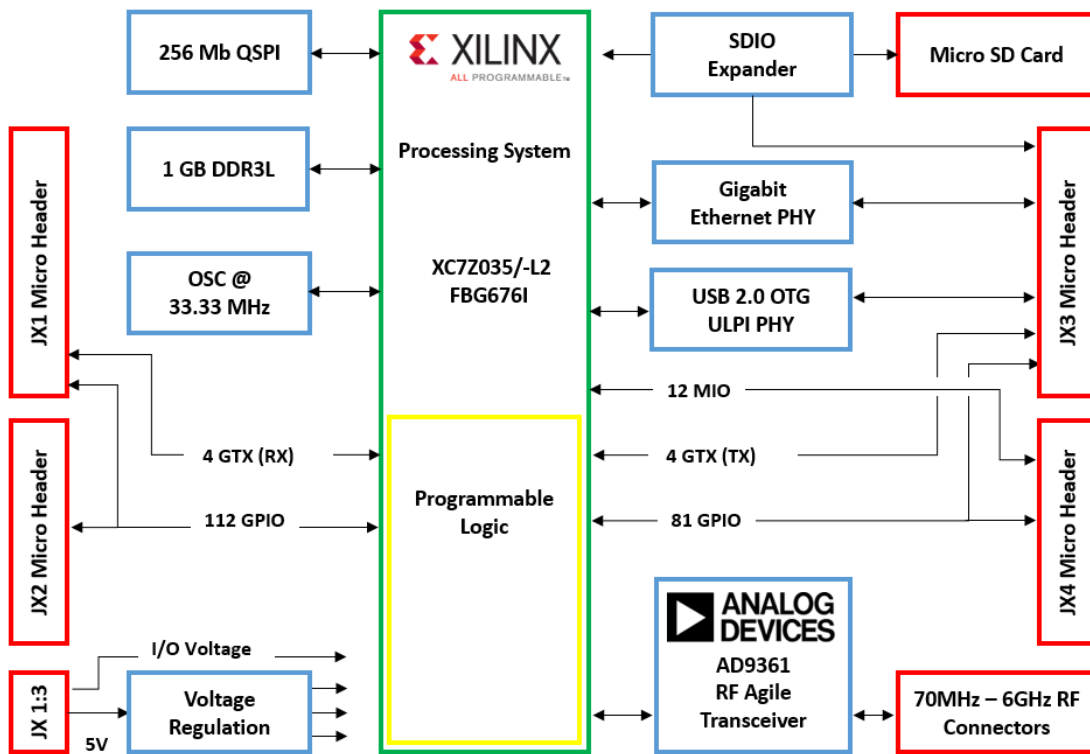 256 Mb QSPI
XILINX
ALL PROGRAMMABLE™
SDIO
Expander
Micro SD Card
JX1 Micro Header
1 GB DDR3L
Processing System
Gigabit
Ethernet PHY
JX3 Micro Header
OSC @
33.33 MHz
XC7Z035/-L2
FBG676I
USB 2.0 OTG
ULPI PHY
12 MIO
JX2 Micro Header
4 GTX (RX)
4 GTX (TX)
JX4 Micro Header
Programmable
Logic
112 GPIO
81 GPIO
ANALOG
DEVICES
AD9361
RF Agile
Transceiver
I/O Voltage
JX 1:3
Voltage
Regulation
5V
70MHz – 6GHz RF
Connectors